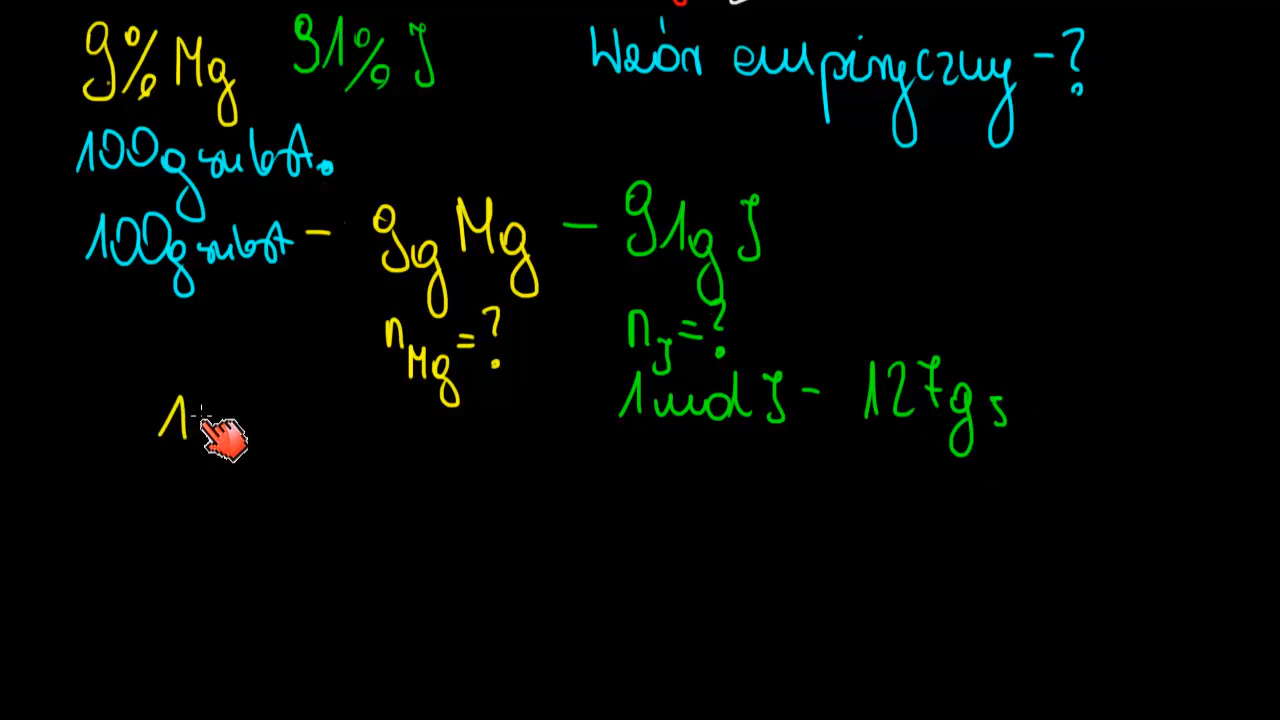 9% Mg 91% J Wzór empiryczny - ?
100g subst.
100g subst - 9g Mg - 91g J
n_Mg = ? n_J = ?
1mol J - 127g J
1